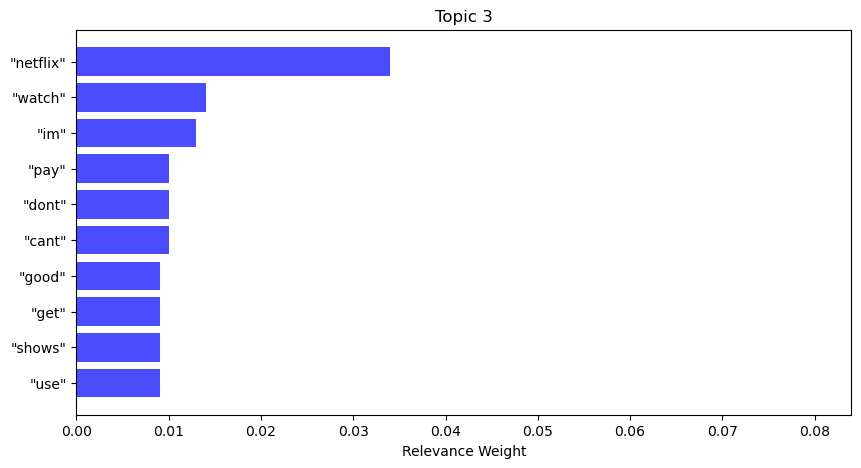 Topic 3
"netflix"
"watch"
"im"
"pay"
"dont"
"cant"
"good"
"get"
"shows"
"use"
0.00 0.01 0.02 0.03 0.04 0.05 0.06 0.07 0.08
Relevance Weight